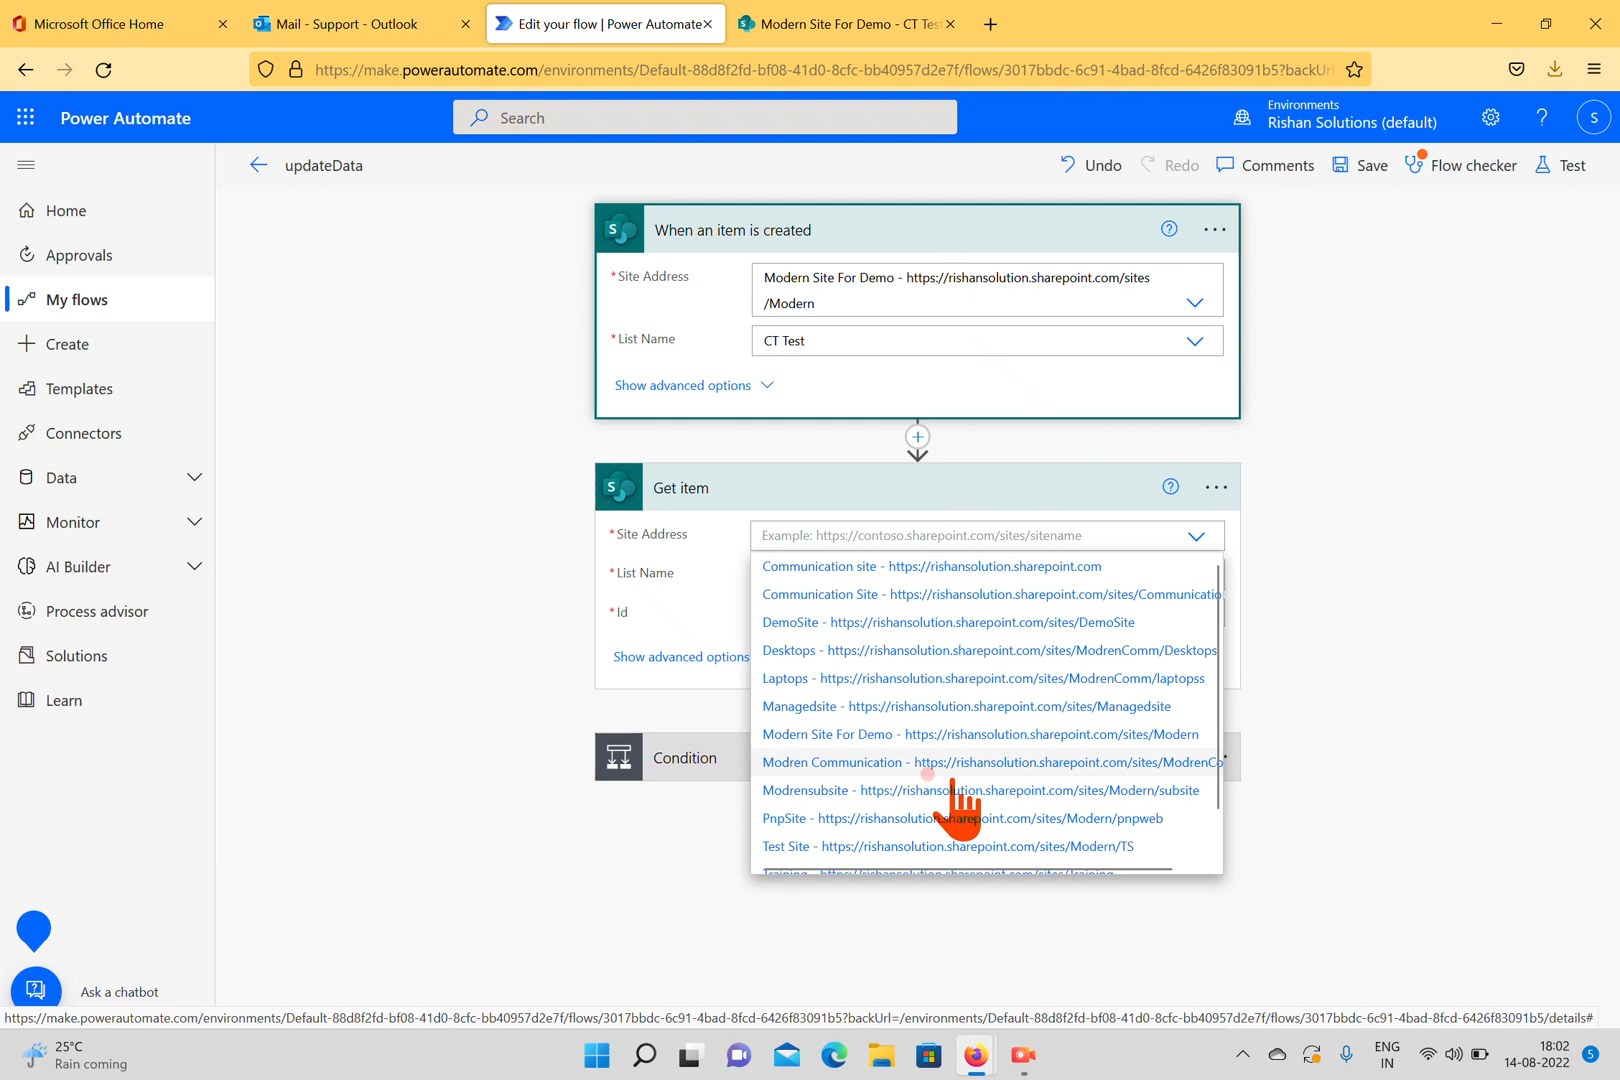 Microsoft Office Home
Mail - Support - Outlook
Edit your flow | Power Automate
Modern Site For Demo - CT Tes
https://make.powerautomate.com/environments/Default-88d8f2fd-bf08-41d0-8cfc-bb40957d2e7f/flows/3017bbdc-6c91-4bad-8fcd-6426f83091b5?backUrl
Power Automate
Search
Environments
Rishan Solutions (default)
S
updateData
Undo
Redo
Comments
Save
Flow checker
Test
Home
Approvals
My flows
Create
Templates
Connectors
Data
Monitor
AI Builder
Process advisor
Solutions
Learn
Ask a chatbot
S
When an item is created
*Site Address
Modern Site For Demo - https://rishansolution.sharepoint.com/sites
/Modern
*List Name
CT Test
Show advanced options
S
Get item
*Site Address
Example: https://contoso.sharepoint.com/sites/sitename
*List Name
*Id
Show advanced options
Communication site - https://rishansolution.sharepoint.com
Communication Site - https://rishansolution.sharepoint.com/sites/Communicatio
DemoSite - https://rishansolution.sharepoint.com/sites/DemoSite
Desktops - https://rishansolution.sharepoint.com/sites/ModrenComm/Desktops
Laptops - https://rishansolution.sharepoint.com/sites/ModrenComm/laptopss
Managedsite - https://rishansolution.sharepoint.com/sites/Managedsite
Modern Site For Demo - https://rishansolution.sharepoint.com/sites/Modern
Modren Communication - https://rishansolution.sharepoint.com/sites/ModrenCo
Modrensubsite - https://rishansolution.sharepoint.com/sites/Modern/subsite
PnpSite - https://rishansolution.sharepoint.com/sites/Modern/pnpweb
Test Site - https://rishansolution.sharepoint.com/sites/Modern/TS
Training - https://rishansolution.sharepoint.com/sites/Training
Condition
https://make.powerautomate.com/environments/Default-88d8f2fd-bf08-41d0-8cfc-bb40957d2e7f/flows/3017bbdc-6c91-4bad-8fcd-6426f83091b5?backUrl=/environments/Default-88d8f2fd-bf08-41d0-8cfc-bb40957d2e7f/flows/3017bbdc-6c91-4bad-8fcd-6426f83091b5/details#
25°C
Rain coming
ENG
IN
18:02
14-08-2022
5